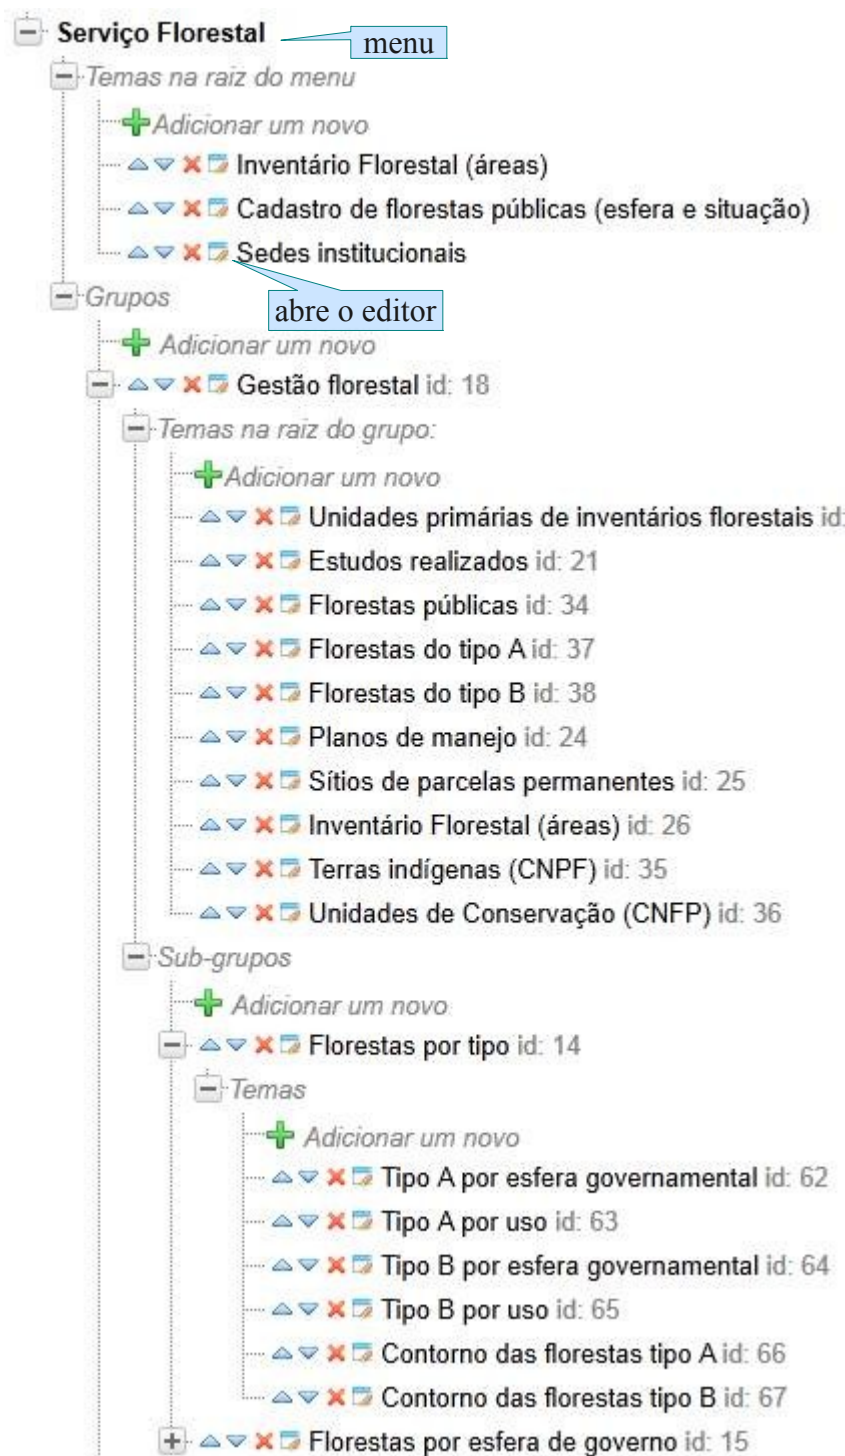 Serviço Florestal
menu
Temas na raiz do menu
Adicionar um novo
Inventário Florestal (áreas)
Cadastro de florestas públicas (esfera e situação)
Sedes institucionais
Grupos
abre o editor
Adicionar um novo
Gestão florestal id: 18
Temas na raiz do grupo:
Adicionar um novo
Unidades primárias de inventários florestais id:
Estudos realizados id: 21
Florestas públicas id: 34
Florestas do tipo A id: 37
Florestas do tipo B id: 38
Planos de manejo id: 24
Sítios de parcelas permanentes id: 25
Inventário Florestal (áreas) id: 26
Terras indígenas (CNPF) id: 35
Unidades de Conservação (CNFP) id: 36
Sub-grupos
Adicionar um novo
Florestas por tipo id: 14
Temas
Adicionar um novo
Tipo A por esfera governamental id: 62
Tipo A por uso id: 63
Tipo B por esfera governamental id: 64
Tipo B por uso id: 65
Contorno das florestas tipo A id: 66
Contorno das florestas tipo B id: 67
Florestas por esfera de governo id: 15